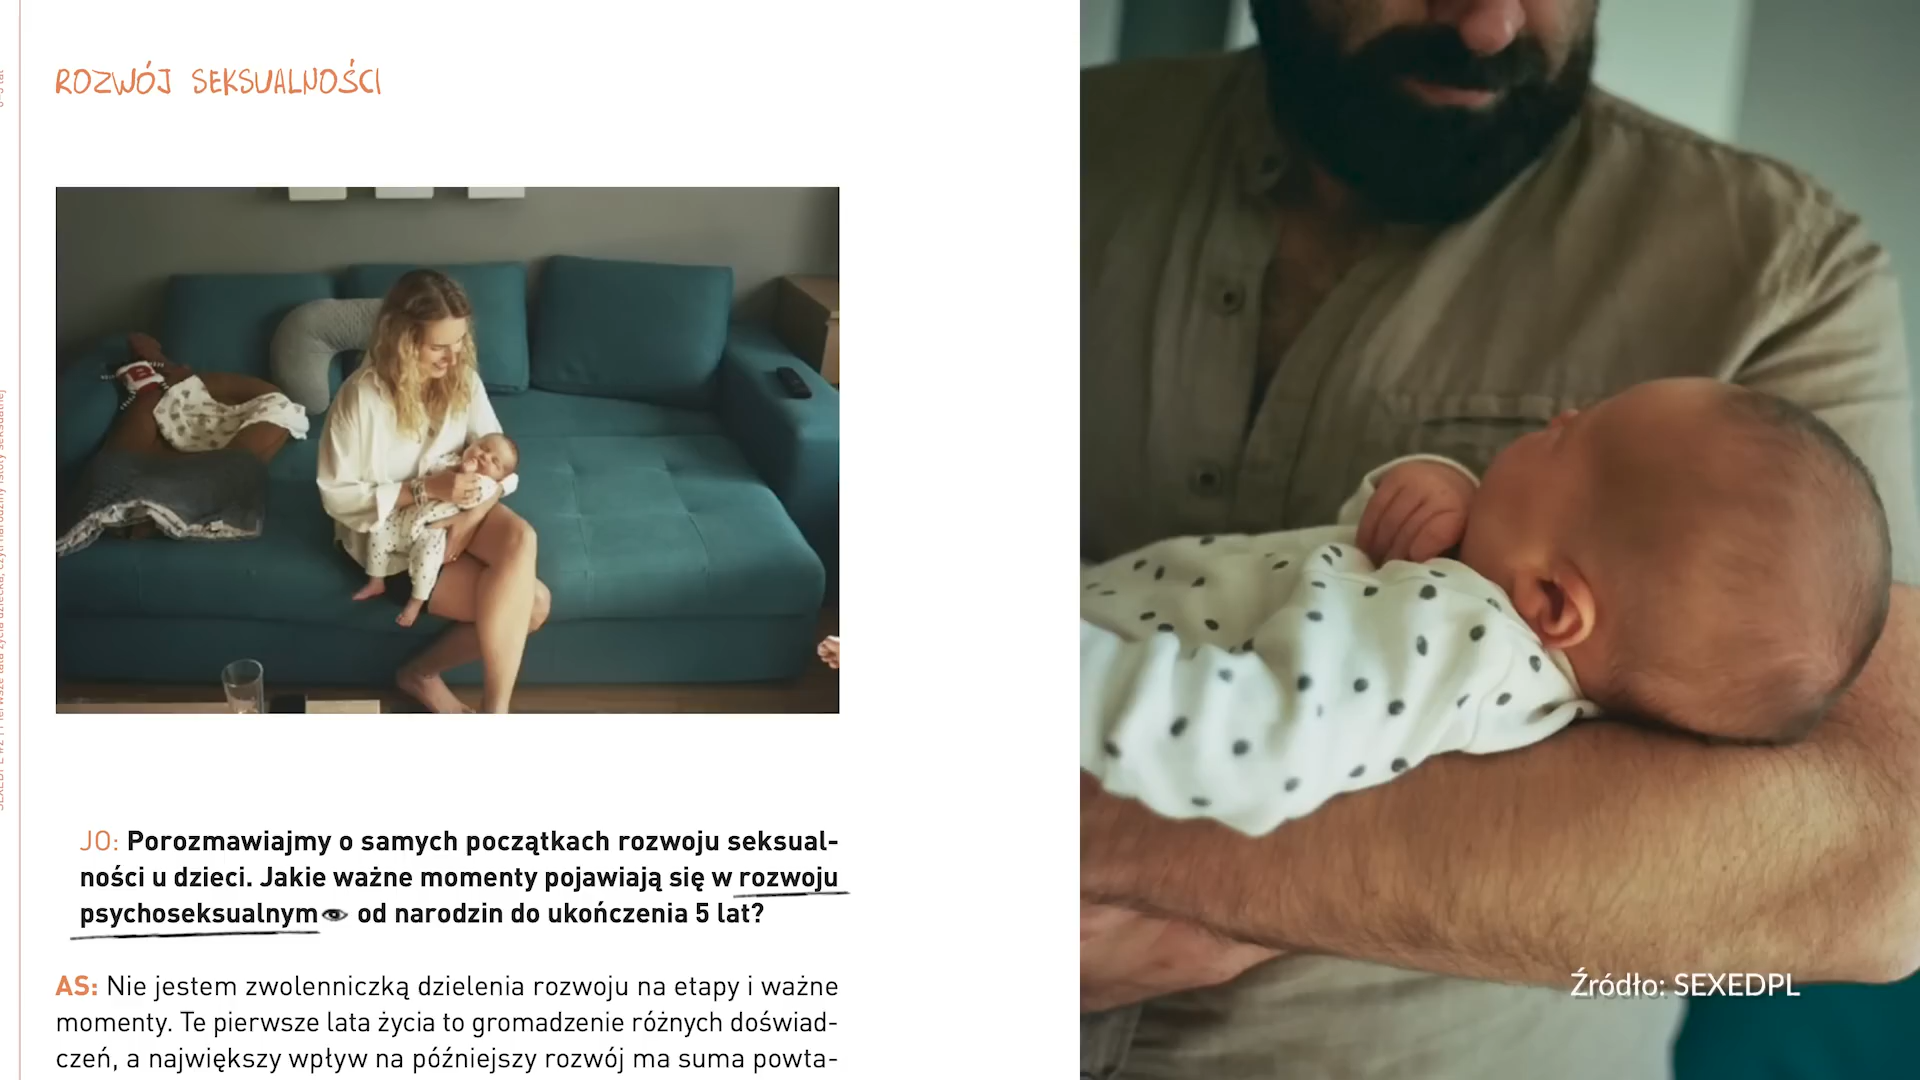 ROZWÓJ SEKSUALNOŚCI
JO: Porozmawiajmy o samych początkach rozwoju seksual-
ności u dzieci. Jakie ważne momenty pojawiają się w rozwoju
psychoseksualnym od narodzin do ukończenia 5 lat?
AS: Nie jestem zwolenniczką dzielenia rozwoju na etapy i ważne
momenty. Te pierwsze lata życia to gromadzenie różnych doświad-
czeń, a największy wpływ na późniejszy rozwój ma suma powta-
Źródło: SEXEDPL